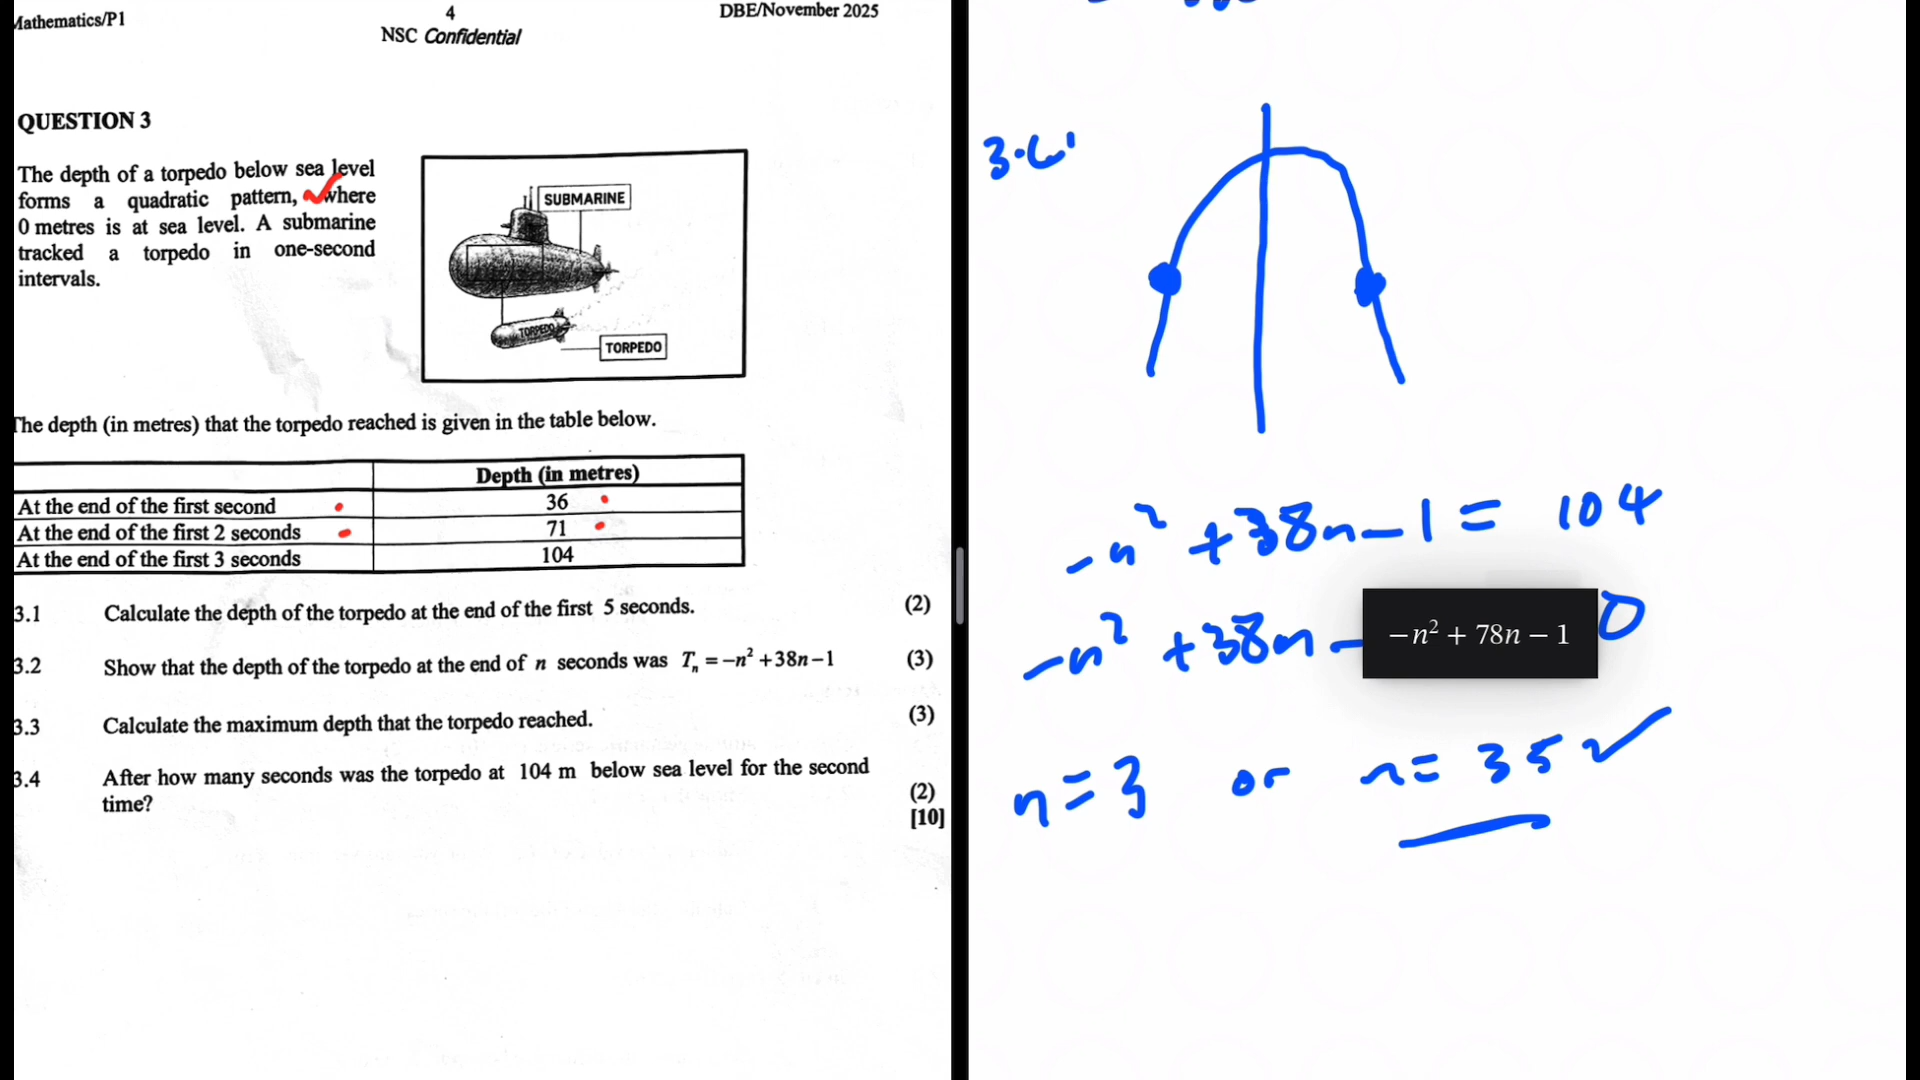 Mathematics/P1
4
DBE/November 2025
NSC Confidential
QUESTION 3
The depth of a torpedo below sea level
forms a quadratic pattern, where
0 metres is at sea level. A submarine
tracked a torpedo in one-second
intervals.
SUBMARINE
TORPEDO
TORPEDO
The depth (in metres) that the torpedo reached is given in the table below.
Depth (in metres)
At the end of the first second 36
At the end of the first 2 seconds 71
At the end of the first 3 seconds 104
3.1 Calculate the depth of the torpedo at the end of the first 5 seconds. (2)
3.2 Show that the depth of the torpedo at the end of n seconds was Tₙ = −n² +38n−1 (3)
3.3 Calculate the maximum depth that the torpedo reached. (3)
3.4 After how many seconds was the torpedo at 104 m below sea level for the second
time? (2)
[10]
-n² +38n-1= 104
-n² +38n- 0
−n² + 78n − 1
n=3 or n= 35 ✓